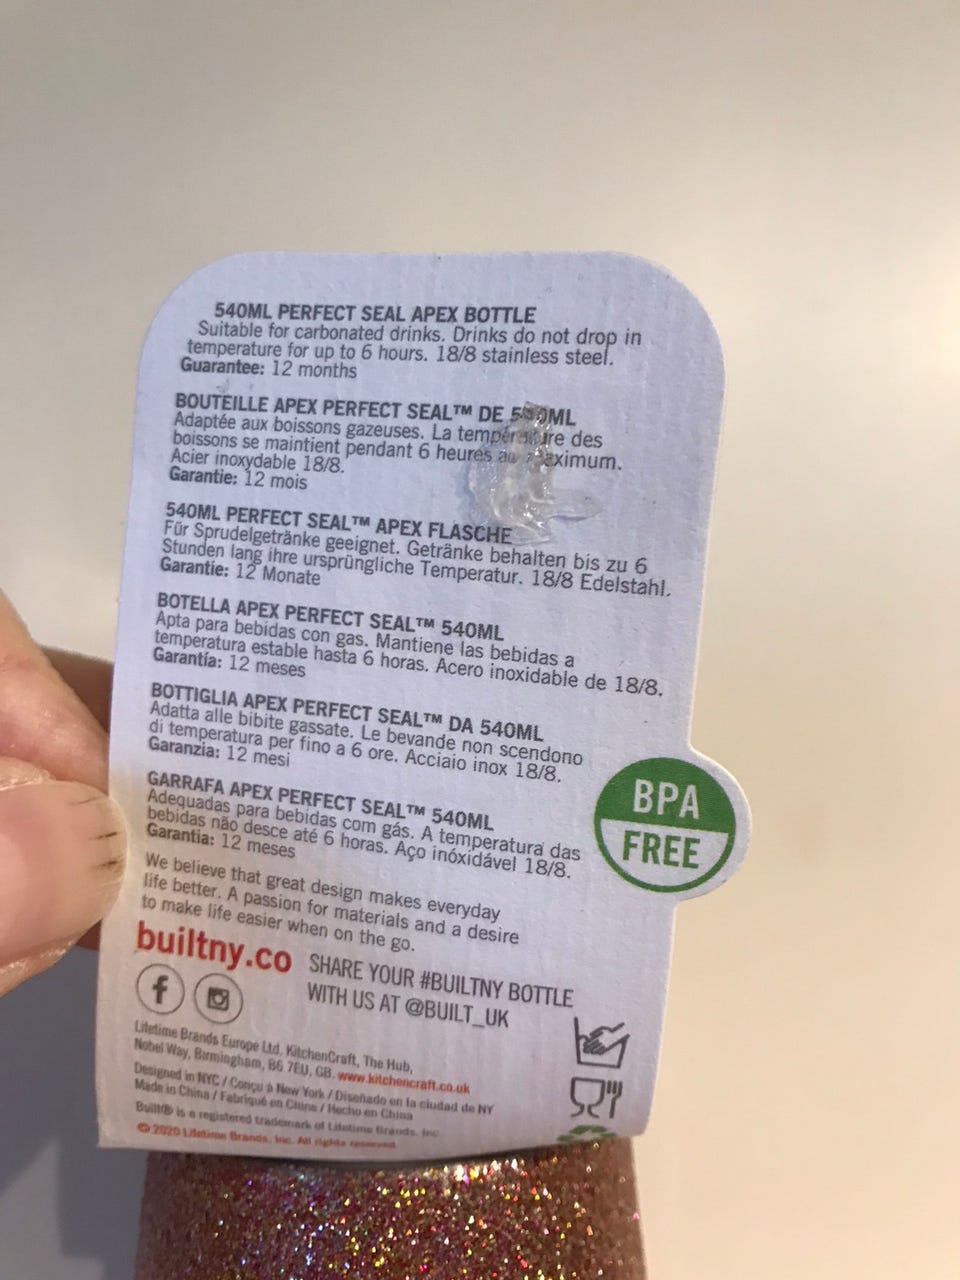 540ML PERFECT SEAL APEX BOTTLE
Suitable for carbonated drinks. Drinks do not drop in
temperature for up to 6 hours. 18/8 stainless steel.
Guarantee: 12 months
BOUTEILLE APEX PERFECT SEAL™ DE 540ML
Adaptée aux boissons gazeuses. La température des
boissons se maintient pendant 6 heures au maximum.
Acier inoxydable 18/8.
Garantie: 12 mois
540ML PERFECT SEAL™ APEX FLASCHE
Für Sprudelgetränke geeignet. Getränke behalten bis zu 6
Stunden lang ihre ursprüngliche Temperatur. 18/8 Edelstahl.
Garantie: 12 Monate
BOTELLA APEX PERFECT SEAL™ 540ML
Apta para bebidas con gas. Mantiene las bebidas a
temperatura estable hasta 6 horas. Acero inoxidable de 18/8.
Garantía: 12 meses
BOTTIGLIA APEX PERFECT SEAL™ DA 540ML
Adatta alle bibite gassate. Le bevande non scendono
di temperatura per fino a 6 ore. Acciaio inox 18/8.
Garanzia: 12 mesi
GARRAFA APEX PERFECT SEAL™ 540ML
Adequadas para bebidas com gás. A temperatura das
bebidas não desce até 6 horas. Aço inóxidável 18/8.
Garantia: 12 meses
BPA
FREE
We believe that great design makes everyday
life better. A passion for materials and a desire
to make life easier when on the go.
builtny.co
SHARE YOUR #BUILTNY BOTTLE
WITH US AT @BUILT_UK
Lifetime Brands Europe Ltd, KitchenCraft, The Hub,
Nobel Way, Birmingham, B6 7EU, GB. www.kitchencraft.co.uk
Designed in NYC / Conçu à New York / Diseñado en la ciudad de NY
Made in China / Fabriqué en Chine / Hecho en China
Built® is a registered trademark of Lifetime Brands, Inc
© 2020 Lifetime Brands, Inc. All rights reserved.